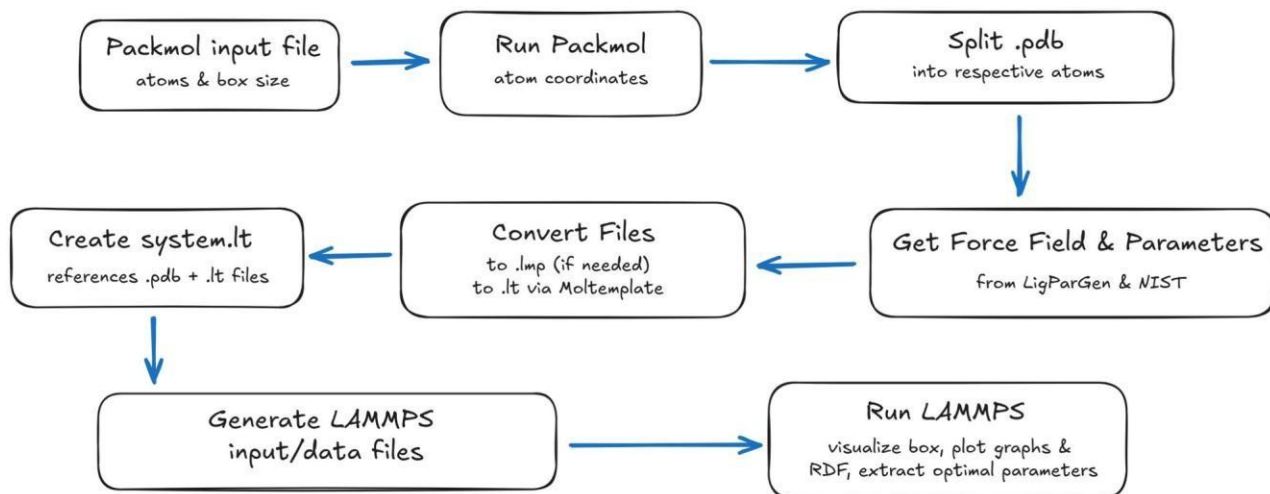 Packmol input file
atoms & box size
Run Packmol
atom coordinates
Split .pdb
into respective atoms
Create system.lt
references .pdb + .lt files
Convert Files
to .lmp (if needed)
to .lt via Moltemplate
Get Force Field & Parameters
from LigParGen & NIST
Generate LAMMPS
input/data files
Run LAMMPS
visualize box, plot graphs &
RDF, extract optimal parameters